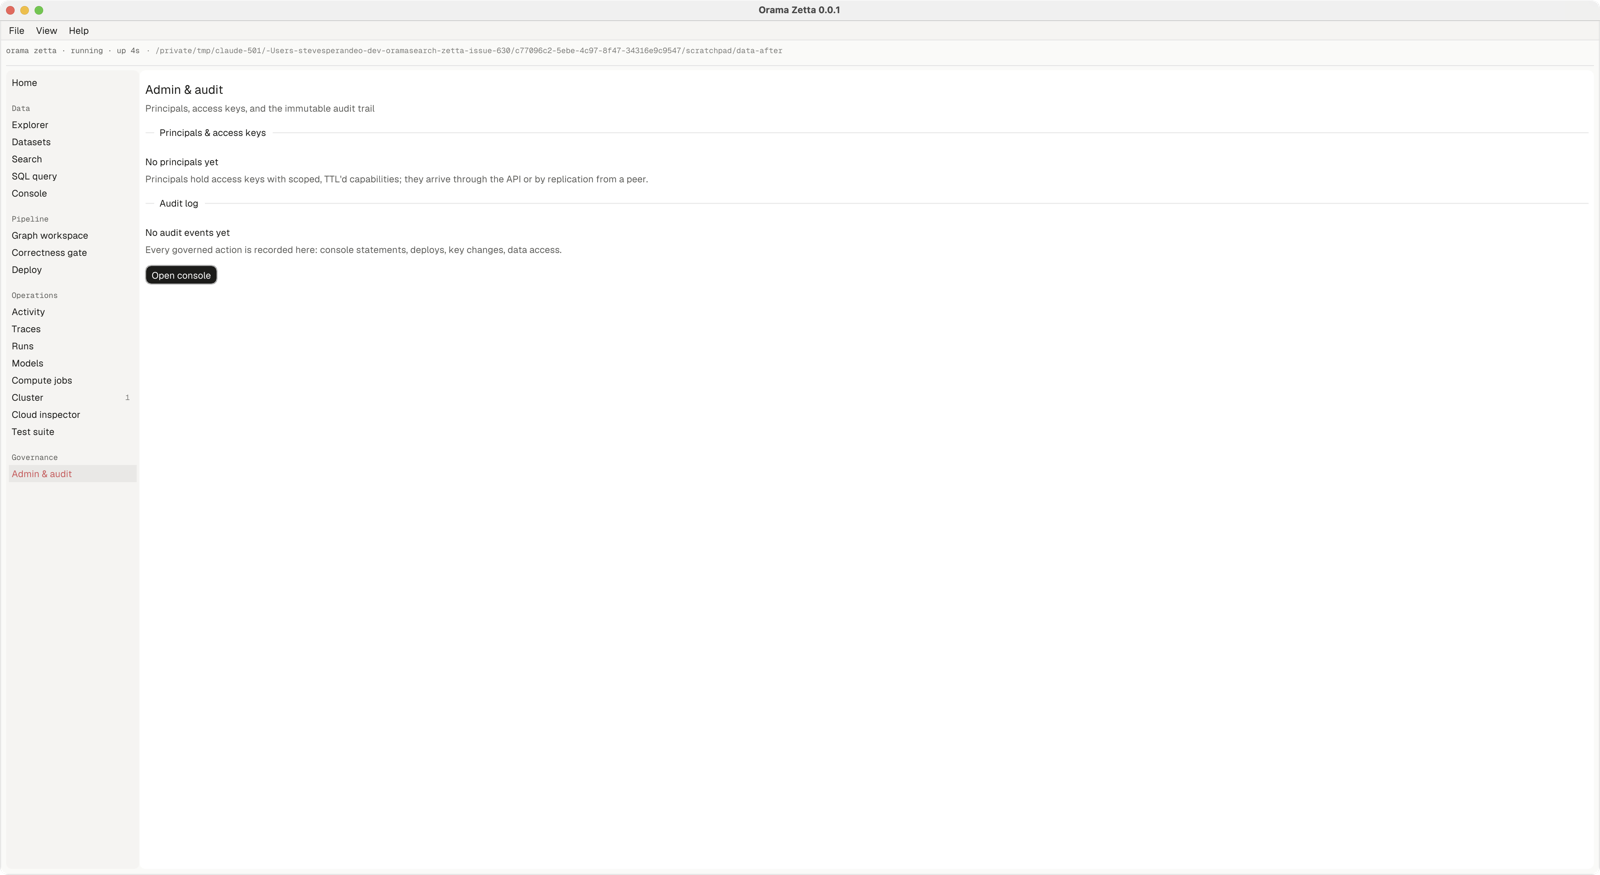 Orama Zetta 0.0.1
File View Help
orama zetta · running · up 4s · /private/tmp/claude-501/-Users-stevesperandeo-dev-oramasearch-zetta-issue-630/c77096c2-5ebe-4c97-8f47-34316e9c9547/scratchpad/data-after
Home
Data
Explorer
Datasets
Search
SQL query
Console
Pipeline
Graph workspace
Correctness gate
Deploy
Operations
Activity
Traces
Runs
Models
Compute jobs
Cluster 1
Cloud inspector
Test suite
Governance
Admin & audit
Admin & audit
Principals, access keys, and the immutable audit trail
Principals & access keys
No principals yet
Principals hold access keys with scoped, TTL'd capabilities; they arrive through the API or by replication from a peer.
Audit log
No audit events yet
Every governed action is recorded here: console statements, deploys, key changes, data access.
Open console